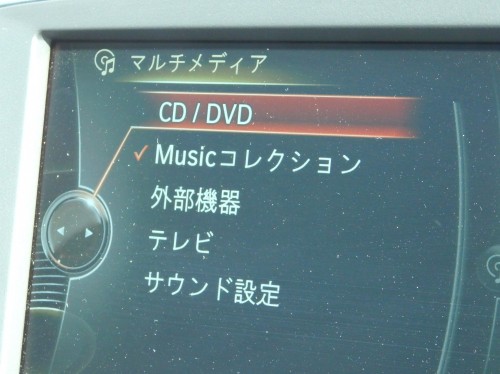 マルチメディア
CD / DVD
Musicコレクション
外部機器
テレビ
サウンド設定